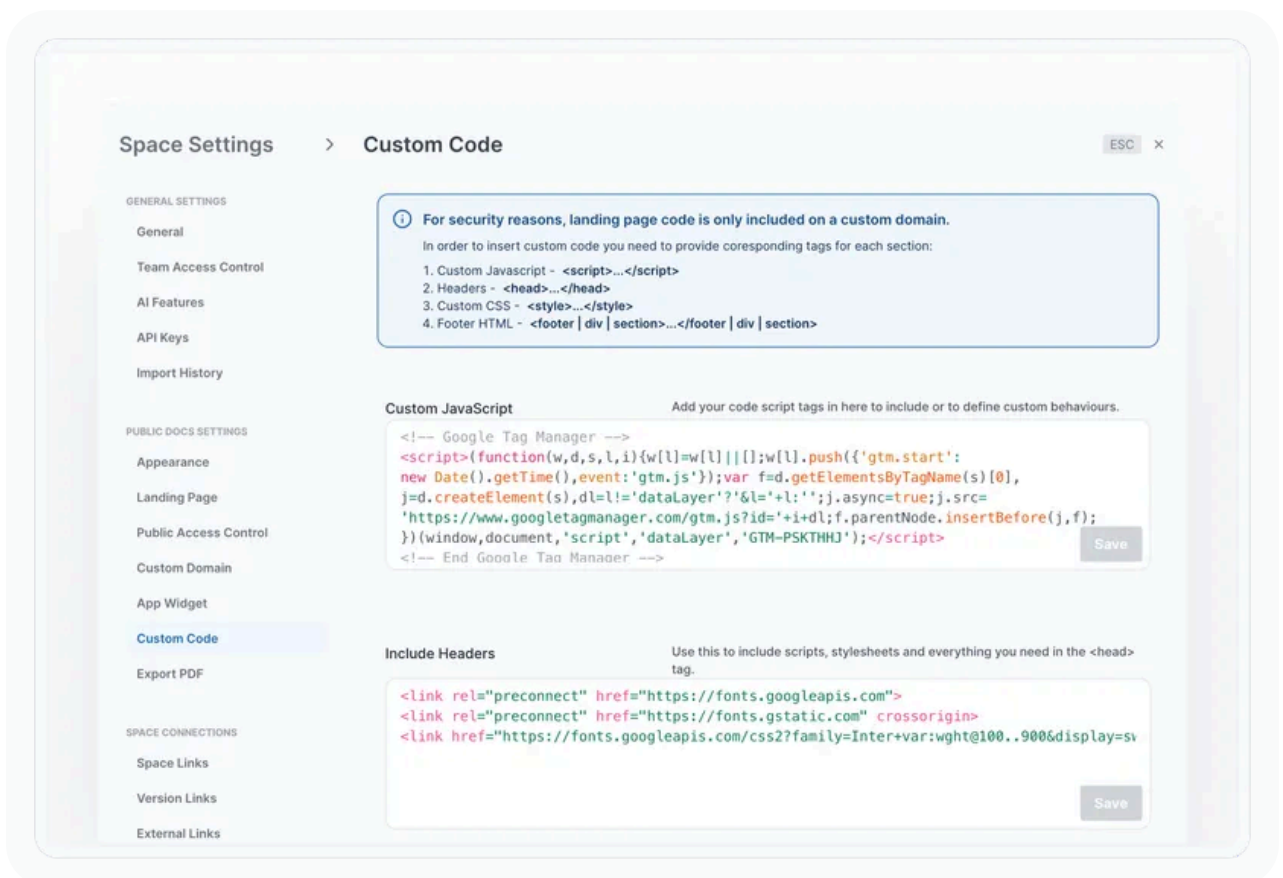 Space Settings > Custom Code ESC ×
GENERAL SETTINGS
General
Team Access Control
AI Features
API Keys
Import History
PUBLIC DOCS SETTINGS
Appearance
Landing Page
Public Access Control
Custom Domain
App Widget
Custom Code
Export PDF
SPACE CONNECTIONS
Space Links
Version Links
External Links
For security reasons, landing page code is only included on a custom domain.
In order to insert custom code you need to provide coresponding tags for each section:
1. Custom Javascript - <script>...</script>
2. Headers - <head>...</head>
3. Custom CSS - <style>...</style>
4. Footer HTML - <footer | div | section>...</footer | div | section>
Custom JavaScript
Add your code script tags in here to include or to define custom behaviours.
<!-- Google Tag Manager -->
<script>(function(w,d,s,l,i){w[l]=w[l]||[];w[l].push({'gtm.start':
new Date().getTime(),event:'gtm.js'});var f=d.getElementsByTagName(s)[0],
j=d.createElement(s),dl=l!='dataLayer'?'&l='+l:'';j.async=true;j.src=
'https://www.googletagmanager.com/gtm.js?id='+i+dl;f.parentNode.insertBefore(j,f);
})(window,document,'script','dataLayer','GTM-PSKTHHJ');</script>
<!-- End Google Tag Manager -->
Save
Include Headers
Use this to include scripts, stylesheets and everything you need in the <head>
tag.
<link rel="preconnect" href="https://fonts.googleapis.com">
<link rel="preconnect" href="https://fonts.gstatic.com" crossorigin>
<link href="https://fonts.googleapis.com/css2?family=Inter+var:wght@100..900&display=sw
Save